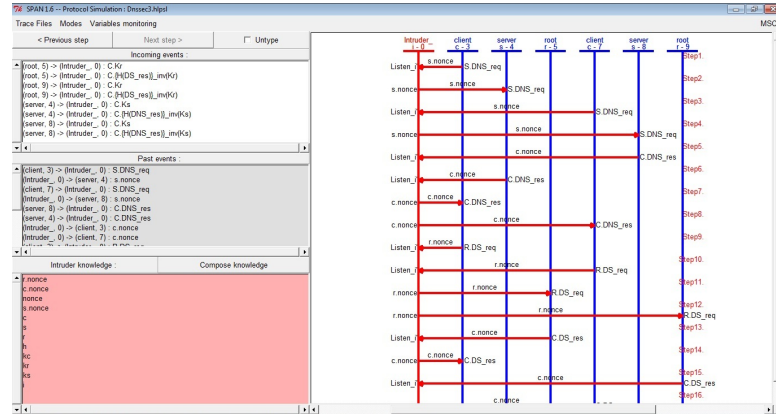 SPAN 1.6 -- Protocol Simulation : Dnssec3.hlpsl
Trace Files Modes Variables monitoring
MSC
< Previous step Next step > Untype
Incoming events :
(root, 5) -> (Intruder_, 0) : C.Kr
(root, 5) -> (Intruder_, 0) : C.{H(DS_res)}_inv(Kr)
(root, 9) -> (Intruder_, 0) : C.Kr
(root, 9) -> (Intruder_, 0) : C.{H(DS_res)}_inv(Kr)
(server, 4) -> (Intruder_, 0) : C.Ks
(server, 4) -> (Intruder_, 0) : C.{H(DNS_res)}_inv(Ks)
(server, 8) -> (Intruder_, 0) : C.Ks
(server, 8) -> (Intruder_, 0) : C.{H(DNS_res)}_inv(Ks)
Past events :
(client, 3) -> (Intruder_, 0) : S.DNS_req
(Intruder_, 0) -> (server, 4) : s.nonce
(client, 7) -> (Intruder_, 0) : S.DNS_req
(Intruder_, 0) -> (server, 8) : s.nonce
(server, 8) -> (Intruder_, 0) : C.DNS_res
(server, 4) -> (Intruder_, 0) : C.DNS_res
(Intruder_, 0) -> (client, 3) : c.nonce
(Intruder_, 0) -> (client, 7) : c.nonce
Intruder knowledge : Compose knowledge
r.nonce
c.nonce
nonce
s.nonce
c
s
r
h
kc
kr
ks
i
Intruder_ client server root client server root
i - 0 c - 3 s - 4 r - 5 c - 7 s - 8 r - 9
Step1.
s.nonce
Listen_i S.DNS_req
Step2.
s.nonce
s.nonce S.DNS_req
Step3.
s.nonce
Listen_i S.DNS_req
Step4.
s.nonce
s.nonce S.DNS_req
Step5.
c.nonce
Listen_i C.DNS_res
Step6.
c.nonce
Listen_i C.DNS_res
Step7.
c.nonce
c.nonce C.DNS_res
Step8.
c.nonce
c.nonce C.DNS_res
Step9.
r.nonce
Listen_i R.DS_req
Step10.
r.nonce
Listen_i R.DS_req
Step11.
r.nonce
r.nonce R.DS_req
Step12.
r.nonce
r.nonce R.DS_req
Step13.
c.nonce
Listen_i C.DS_res
Step14.
c.nonce
c.nonce C.DS_res
Step15.
c.nonce
Listen_i C.DS_res
Step16.
c.nonce